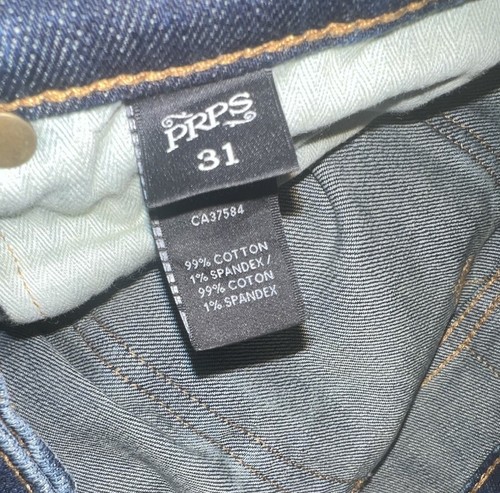 PRPS
31
CA37584
99% COTTON
1% SPANDEX /
99% COTON
1% SPANDEX